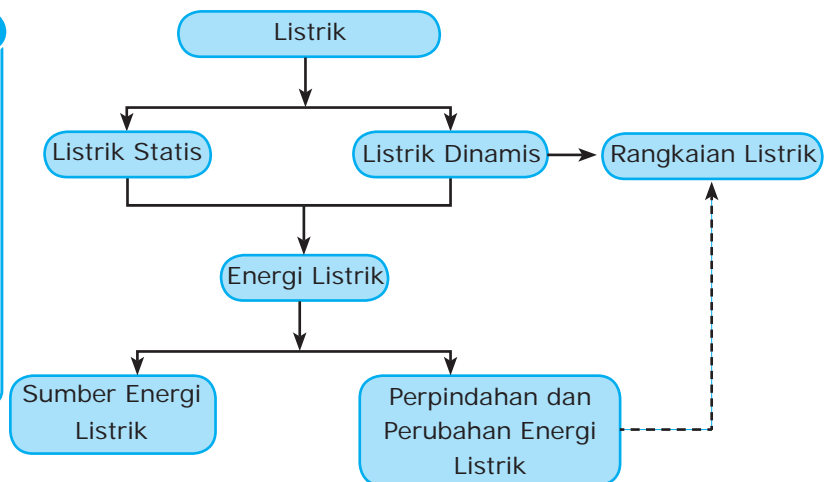 Listrik
Listrik Statis
Listrik Dinamis
Rangkaian Listrik
Energi Listrik
Sumber Energi
Listrik
Perpindahan dan
Perubahan Energi
Listrik